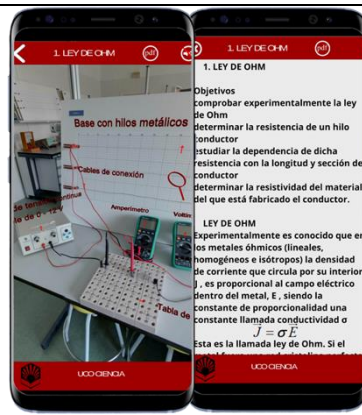 1. LEY DE OHM
pdf
Base con hilos metálicos
Cables de conexión
Amperímetro
de 0 - 12 V
Tabla de
UCO CIENCIA
1. LEY DE OHM
pdf
1. LEY DE OHM
Objetivos
comprobar experimentalmente la ley
de Ohm
determinar la resistencia de un hilo
conductor
estudiar la dependencia de dicha
resistencia con la longitud y sección de
conductor
determinar la resistividad del material
del que está fabricado el conductor.
LEY DE OHM
Experimentalmente es conocido que en
los metales óhmicos (lineales,
homogéneos e isótropos) la densidad
de corriente que circula por su interior
J , es proporcional al campo eléctrico
dentro del metal, E , siendo la
constante de proporcionalidad una
constante llamada conductividad σ
J = σE
Esta es la llamada ley de Ohm. Si el
UCO CIENCIA